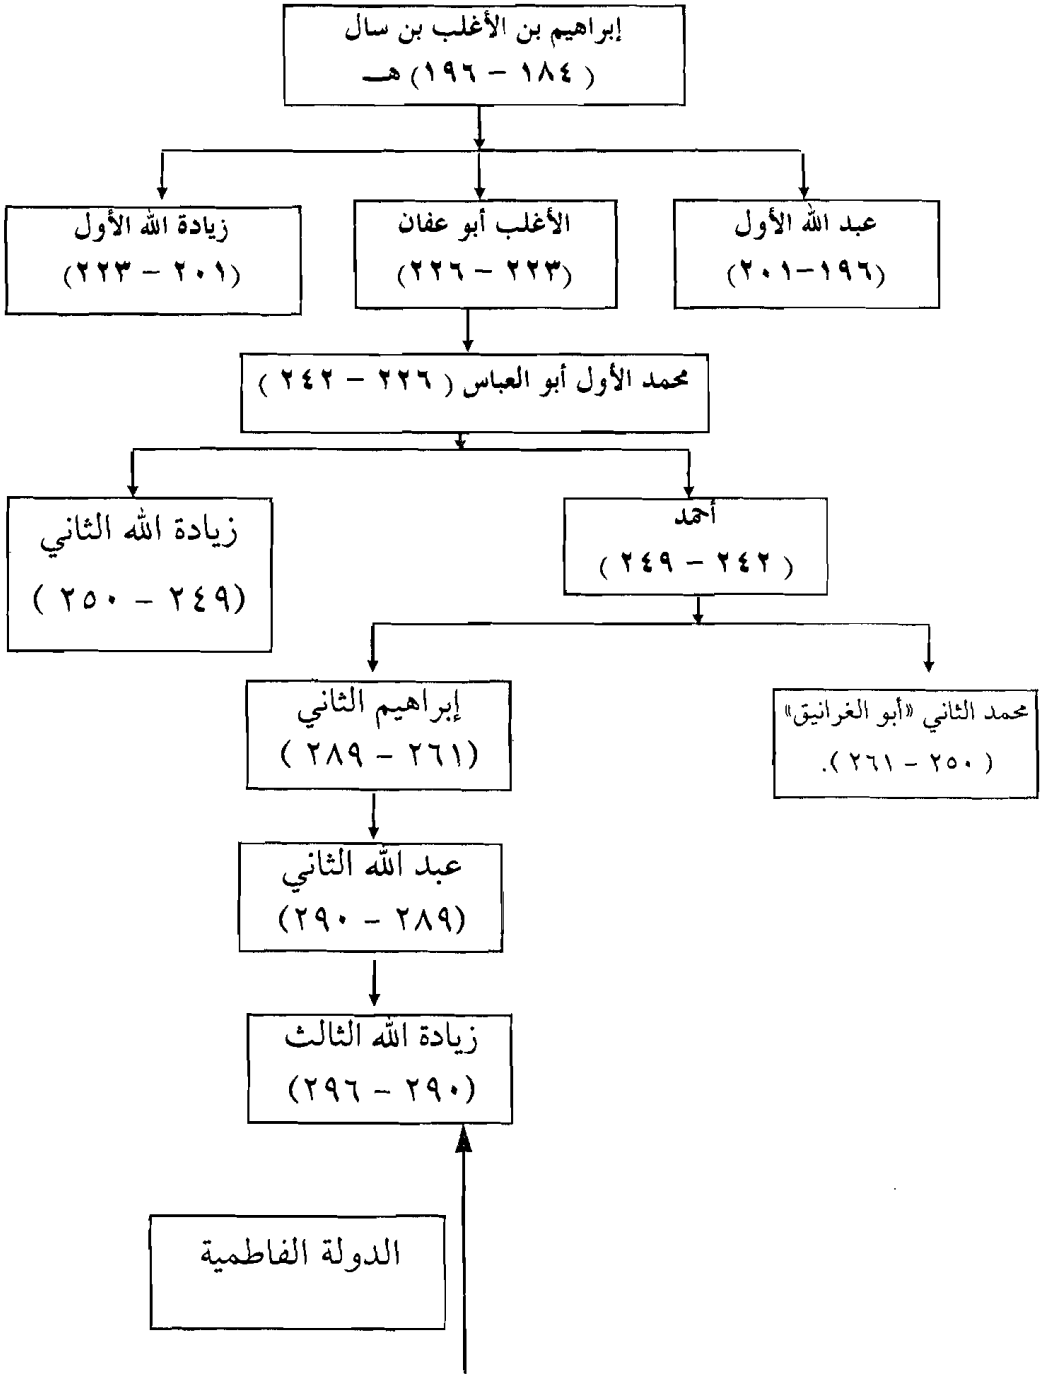 إبراهيم بن الأغلب بن سال
( ١٨٤ – ١٩٦) هـ
عبد الله الأول
(١٩٦–٢٠١)
الأغلب أبو عفان
(٢٢٣ – ٢٢٦)
زيادة الله الأول
(٢٠١ – ٢٢٣)
محمد الأول أبو العباس ( ٢٢٦ – ٢٤٢ )
أحمد
( ٢٤٢ – ٢٤٩ )
زيادة الله الثاني
(٢٤٩ – ٢٥٠ )
محمد الثاني «أبو الغرانيق»
( ٢٥٠ – ٢٦١ ).
إبراهيم الثاني
(٢٦١ – ٢٨٩ )
عبد الله الثاني
(٢٨٩ – ٢٩٠)
زيادة الله الثالث
(٢٩٠ – ٢٩٦)
الدولة الفاطمية